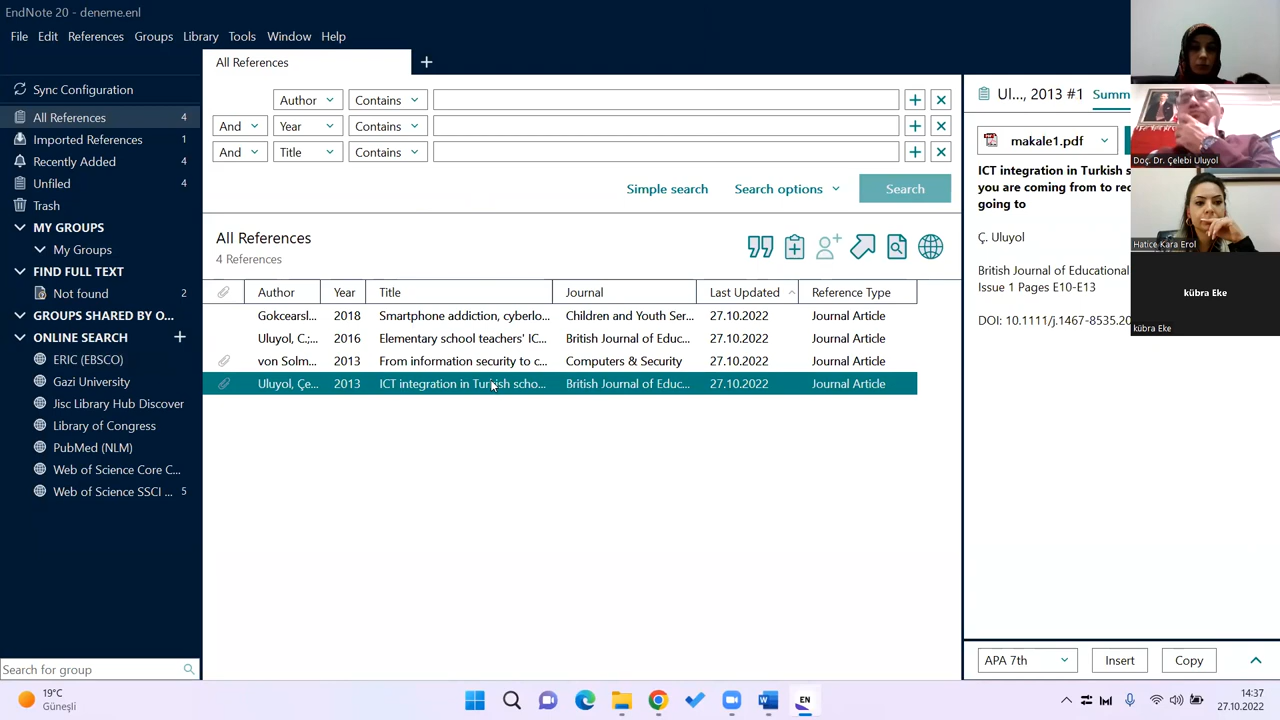 EndNote 20 - deneme.enl
File Edit References Groups Library Tools Window Help
Sync Configuration
All References 4
Imported References 1
Recently Added 4
Unfiled 4
Trash
MY GROUPS
My Groups
FIND FULL TEXT
Not found 2
GROUPS SHARED BY O...
ONLINE SEARCH +
ERIC (EBSCO)
Gazi University
Jisc Library Hub Discover
Library of Congress
PubMed (NLM)
Web of Science Core C...
Web of Science SSCI ... 5
Search for group
All References +
Author Contains
And Year Contains
And Title Contains
Simple search Search options Search
All References
4 References
Author Year Title Journal Last Updated Reference Type
Gokcearsl... 2018 Smartphone addiction, cyberlo... Children and Youth Ser... 27.10.2022 Journal Article
Uluyol, C.;... 2016 Elementary school teachers' IC... British Journal of Educ... 27.10.2022 Journal Article
von Solm... 2013 From information security to c... Computers & Security 27.10.2022 Journal Article
Uluyol, Çe... 2013 ICT integration in Turkish scho... British Journal of Educ... 27.10.2022 Journal Article
Ul..., 2013 #1 Summ
makale1.pdf
ICT integration in Turkish s
you are coming from to rec
going to
Ç. Uluyol
British Journal of Educational
Issue 1 Pages E10-E13
DOI: 10.1111/j.1467-8535.20
APA 7th Insert Copy
Doç. Dr. Çelebi Uluyol
Hatice Kara Erol
kübra Eke
kübra Eke
19°C
Güneşli
EN
14:37
27.10.2022